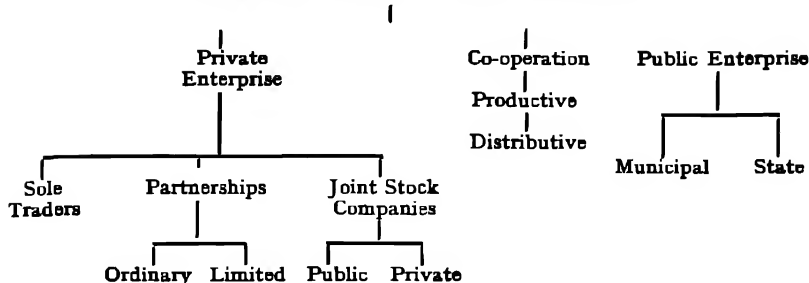 Private Enterprise
Co-operation
Public Enterprise
Productive
Distributive
Sole Traders
Partnerships
Joint Stock Companies
Municipal
State
Ordinary
Limited
Public
Private